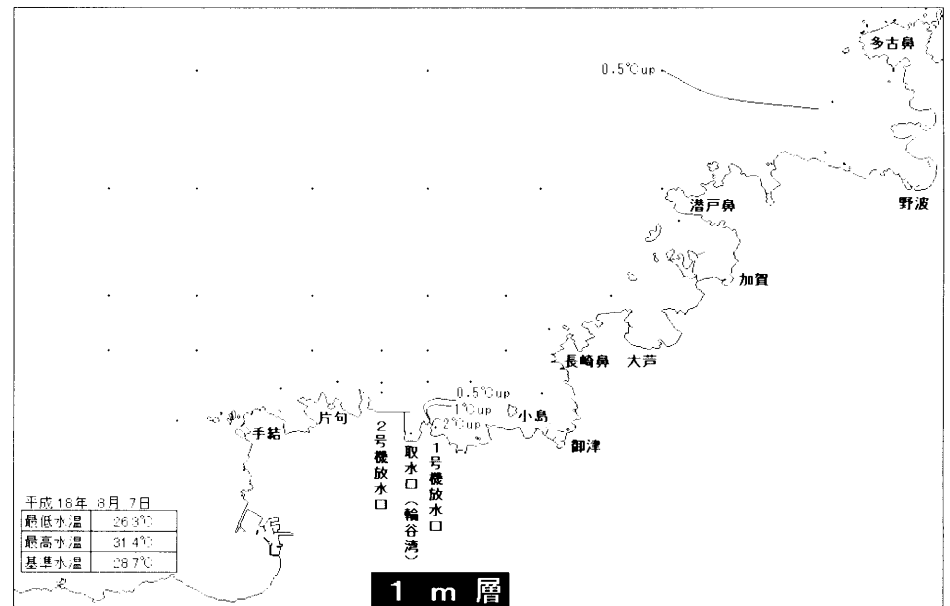 多古鼻
0.5℃up
野波
潜戸鼻
加賀
長崎鼻
大芦
0.5℃up
1℃up
2℃up
小島
御津
片句
手結
2号機放水口
取水口(輪谷湾)
1号機放水口
平成18年 8月 7日
最低水温 26.3℃
最高水温 31.4℃
基準水温 28.7℃
1 m 層